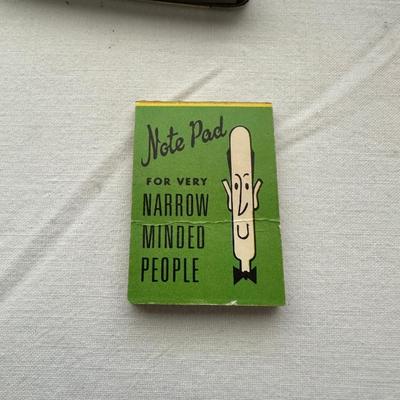 Note Pad
FOR VERY
NARROW
MINDED
PEOPLE